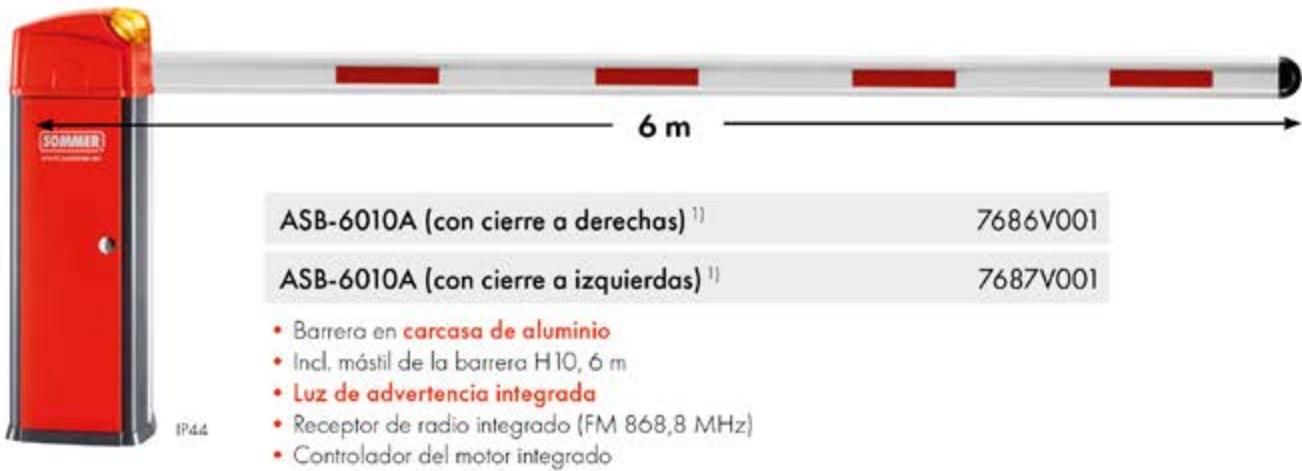 SOMMER
6 m
ASB-6010A (con cierre a derechas) 1) 7686V001
ASB-6010A (con cierre a izquierdas) 1) 7687V001
• Barrera en carcasa de aluminio
• Incl. mástil de la barrera H10, 6 m
• Luz de advertencia integrada
IP44
• Receptor de radio integrado (FM 868,8 MHz)
• Controlador del motor integrado